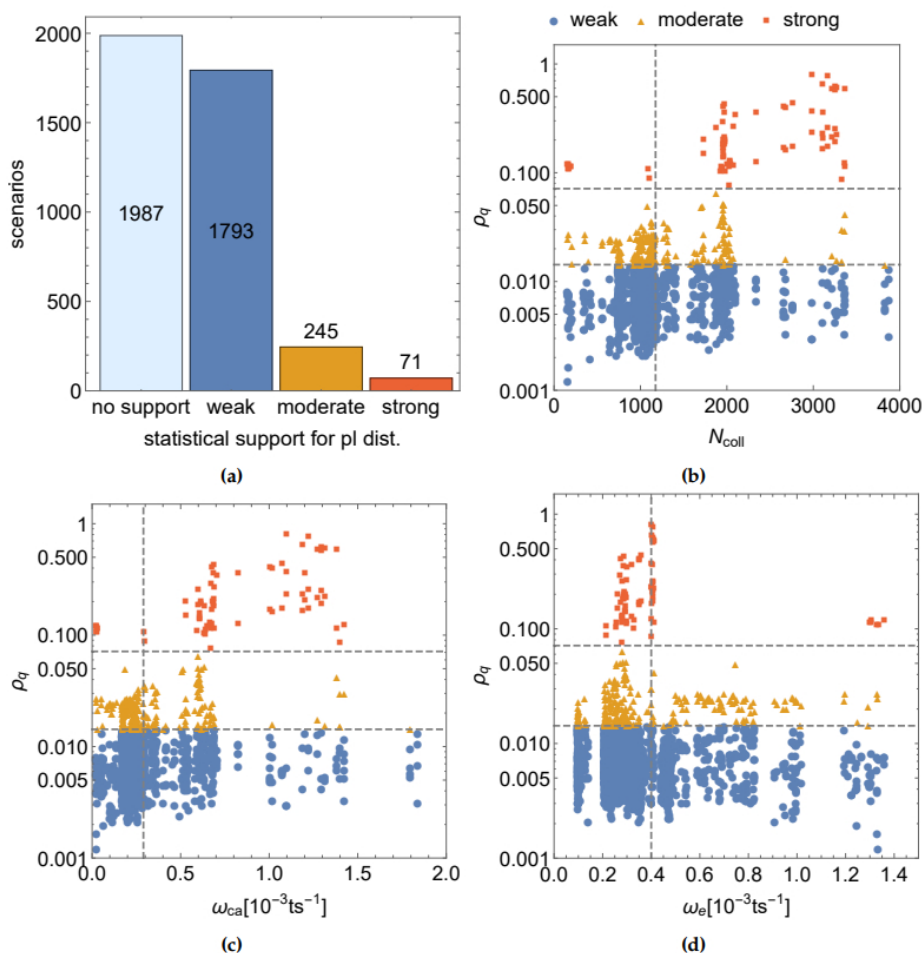 2000
1500
1000
500
0
scenarios
1987
1793
245
71
no support weak moderate strong
statistical support for pl dist.
(a)
weak moderate strong
1
0.500
0.100
0.050
0.010
0.005
0.001
ρq
0 1000 2000 3000 4000
Ncoll
(b)
1
0.500
0.100
0.050
0.010
0.005
0.001
ρq
0.0 0.5 1.0 1.5 2.0
ωca[10⁻³ts⁻¹]
(c)
1
0.500
0.100
0.050
0.010
0.005
0.001
ρq
0.0 0.2 0.4 0.6 0.8 1.0 1.2 1.4
ωe[10⁻³ts⁻¹]
(d)